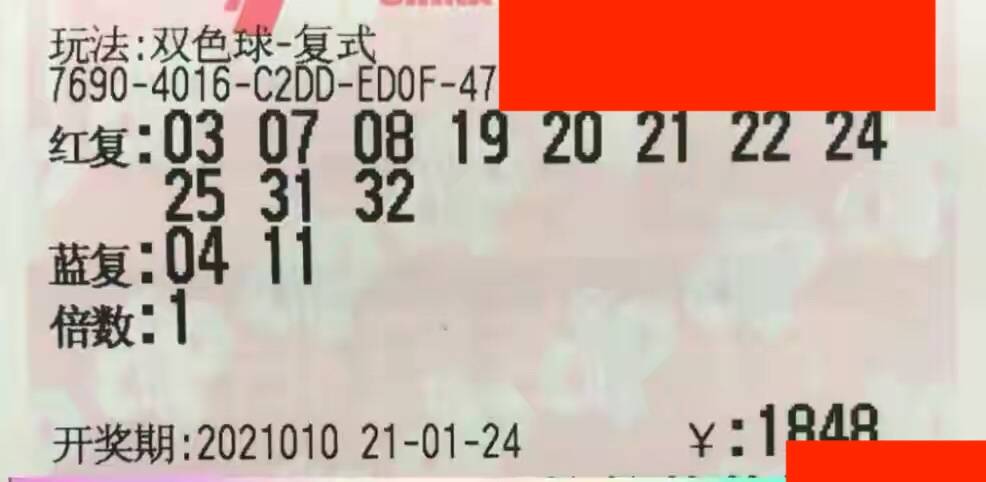 玩法:双色球-复式
7690-4016-C2DD-ED0F-47
红复:03 07 08 19 20 21 22 24
25 31 32
蓝复:04 11
倍数:1
开奖期:2021010 21-01-24 ¥:1848